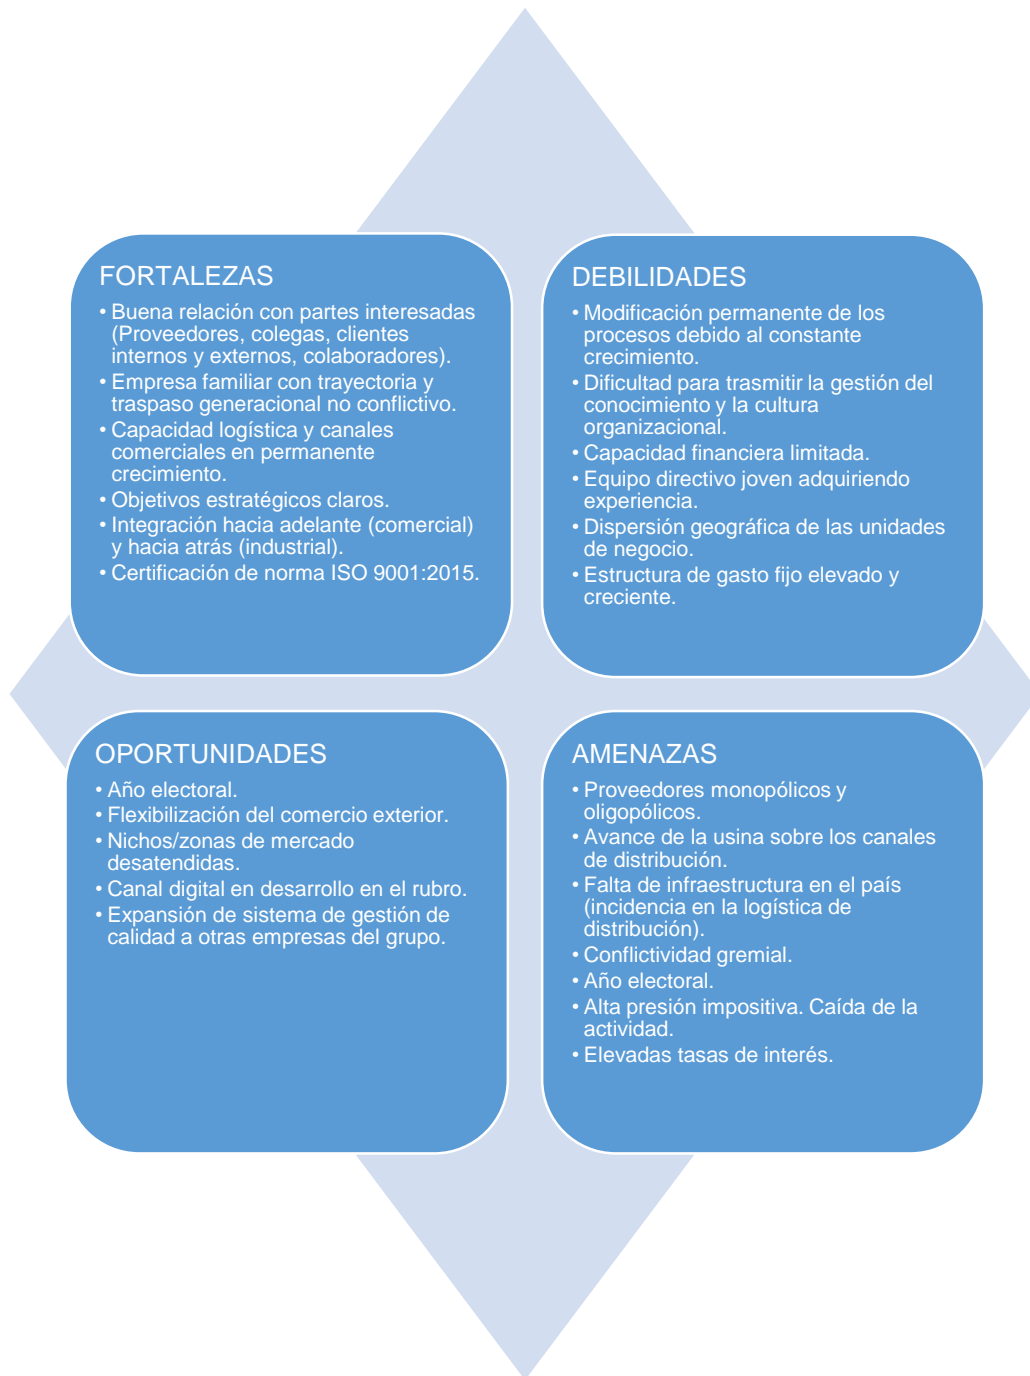 FORTALEZAS
• Buena relación con partes interesadas
(Proveedores, colegas, clientes
internos y externos, colaboradores).
• Empresa familiar con trayectoria y
traspaso generacional no conflictivo.
• Capacidad logística y canales
comerciales en permanente
crecimiento.
• Objetivos estratégicos claros.
• Integración hacia adelante (comercial)
y hacia atrás (industrial).
• Certificación de norma ISO 9001:2015.
DEBILIDADES
• Modificación permanente de los
procesos debido al constante
crecimiento.
• Dificultad para trasmitir la gestión del
conocimiento y la cultura
organizacional.
• Capacidad financiera limitada.
• Equipo directivo joven adquiriendo
experiencia.
• Dispersión geográfica de las unidades
de negocio.
• Estructura de gasto fijo elevado y
creciente.
OPORTUNIDADES
• Año electoral.
• Flexibilización del comercio exterior.
• Nichos/zonas de mercado
desatendidas.
• Canal digital en desarrollo en el rubro.
• Expansión de sistema de gestión de
calidad a otras empresas del grupo.
AMENAZAS
• Proveedores monopólicos y
oligopólicos.
• Avance de la usina sobre los canales
de distribución.
• Falta de infraestructura en el país
(incidencia en la logística de
distribución).
• Conflictividad gremial.
• Año electoral.
• Alta presión impositiva. Caída de la
actividad.
• Elevadas tasas de interés.